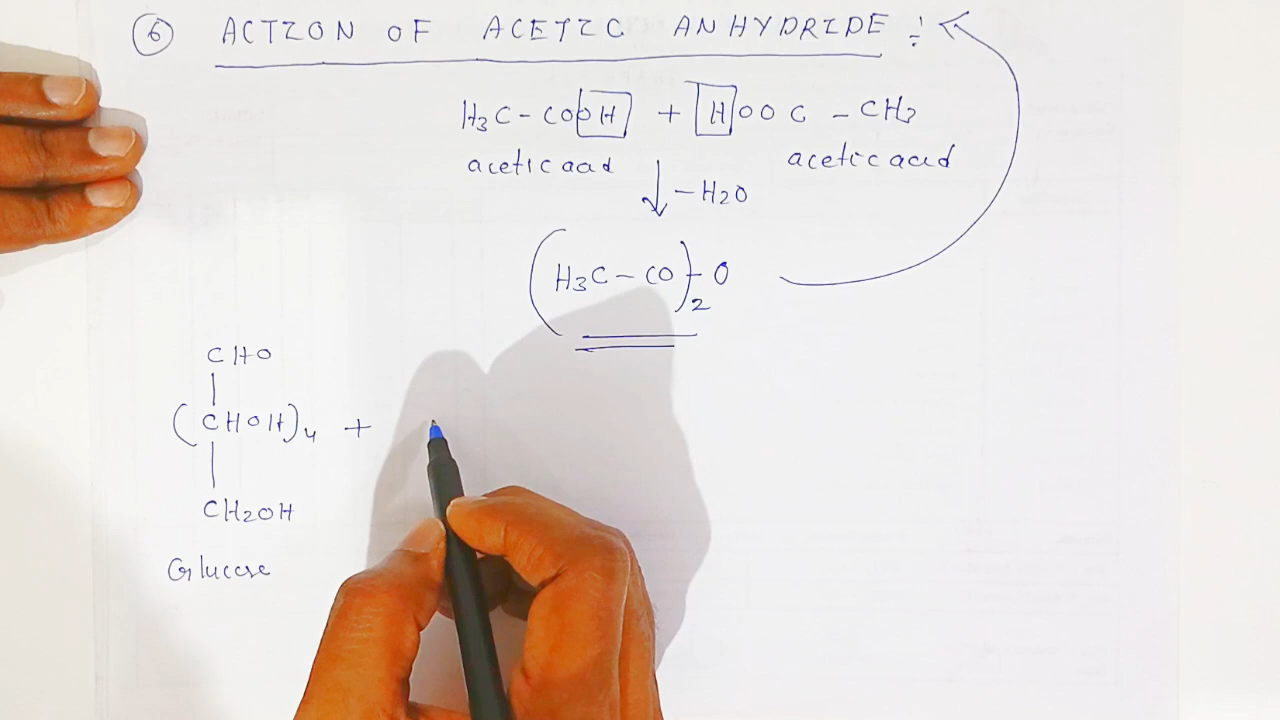 6 ACTION OF ACETIC ANHYDRIDE :
H3C - COOH + HOOC - CH3
acetic acid acetic acid
-H2O
(H3C - CO)2 - O
CHO
(CHOH)4 +
CH2OH
Glucose